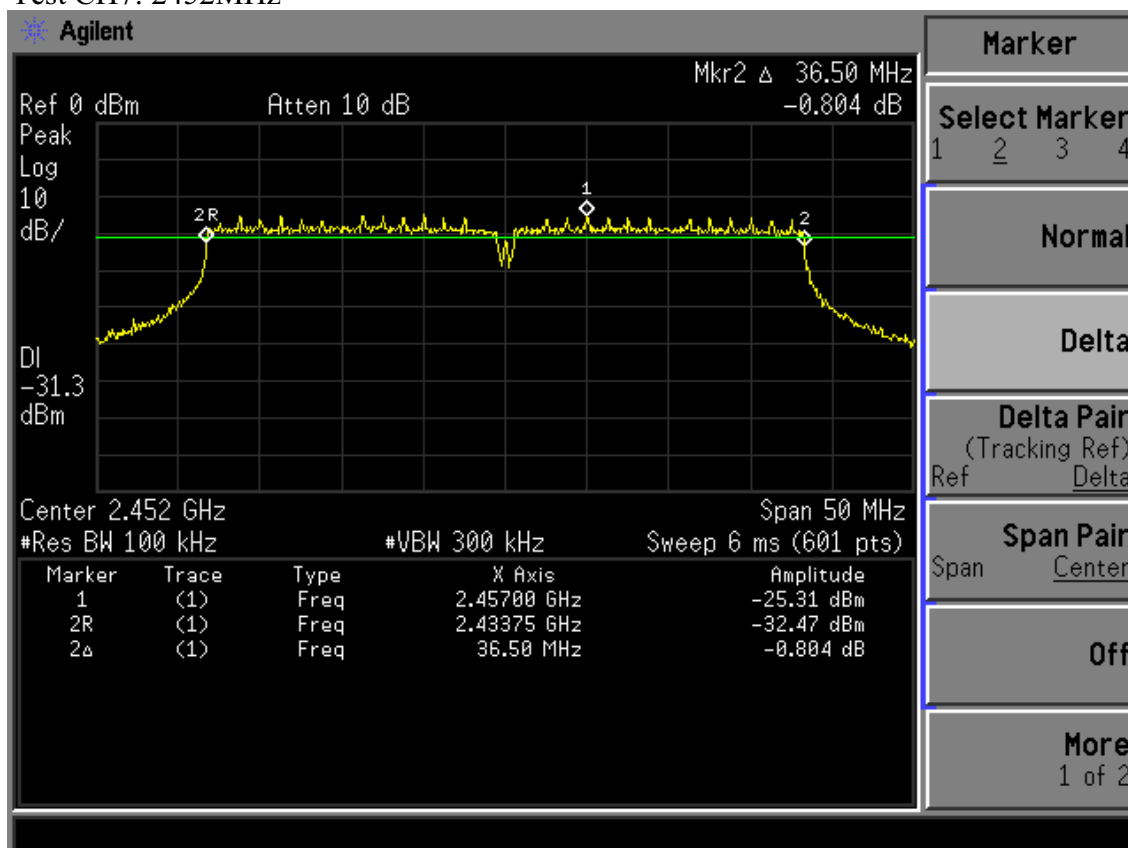 Test CH7: 2452MHz
Agilent
Marker
Mkr2 Δ 36.50 MHz
Ref 0 dBm Atten 10 dB -0.804 dB
Peak
Log
10
dB/
1
2R
2
DI
-31.3
dBm
Center 2.452 GHz Span 50 MHz
#Res BW 100 kHz #VBW 300 kHz Sweep 6 ms (601 pts)
Marker Trace Type X Axis Amplitude
1 (1) Freq 2.45700 GHz -25.31 dBm
2R (1) Freq 2.43375 GHz -32.47 dBm
2Δ (1) Freq 36.50 MHz -0.804 dB
Select Marker
1 2 3 4
Normal
Delta
Delta Pair
(Tracking Ref)
Ref Delta
Span Pair
Span Center
Off
More
1 of 2